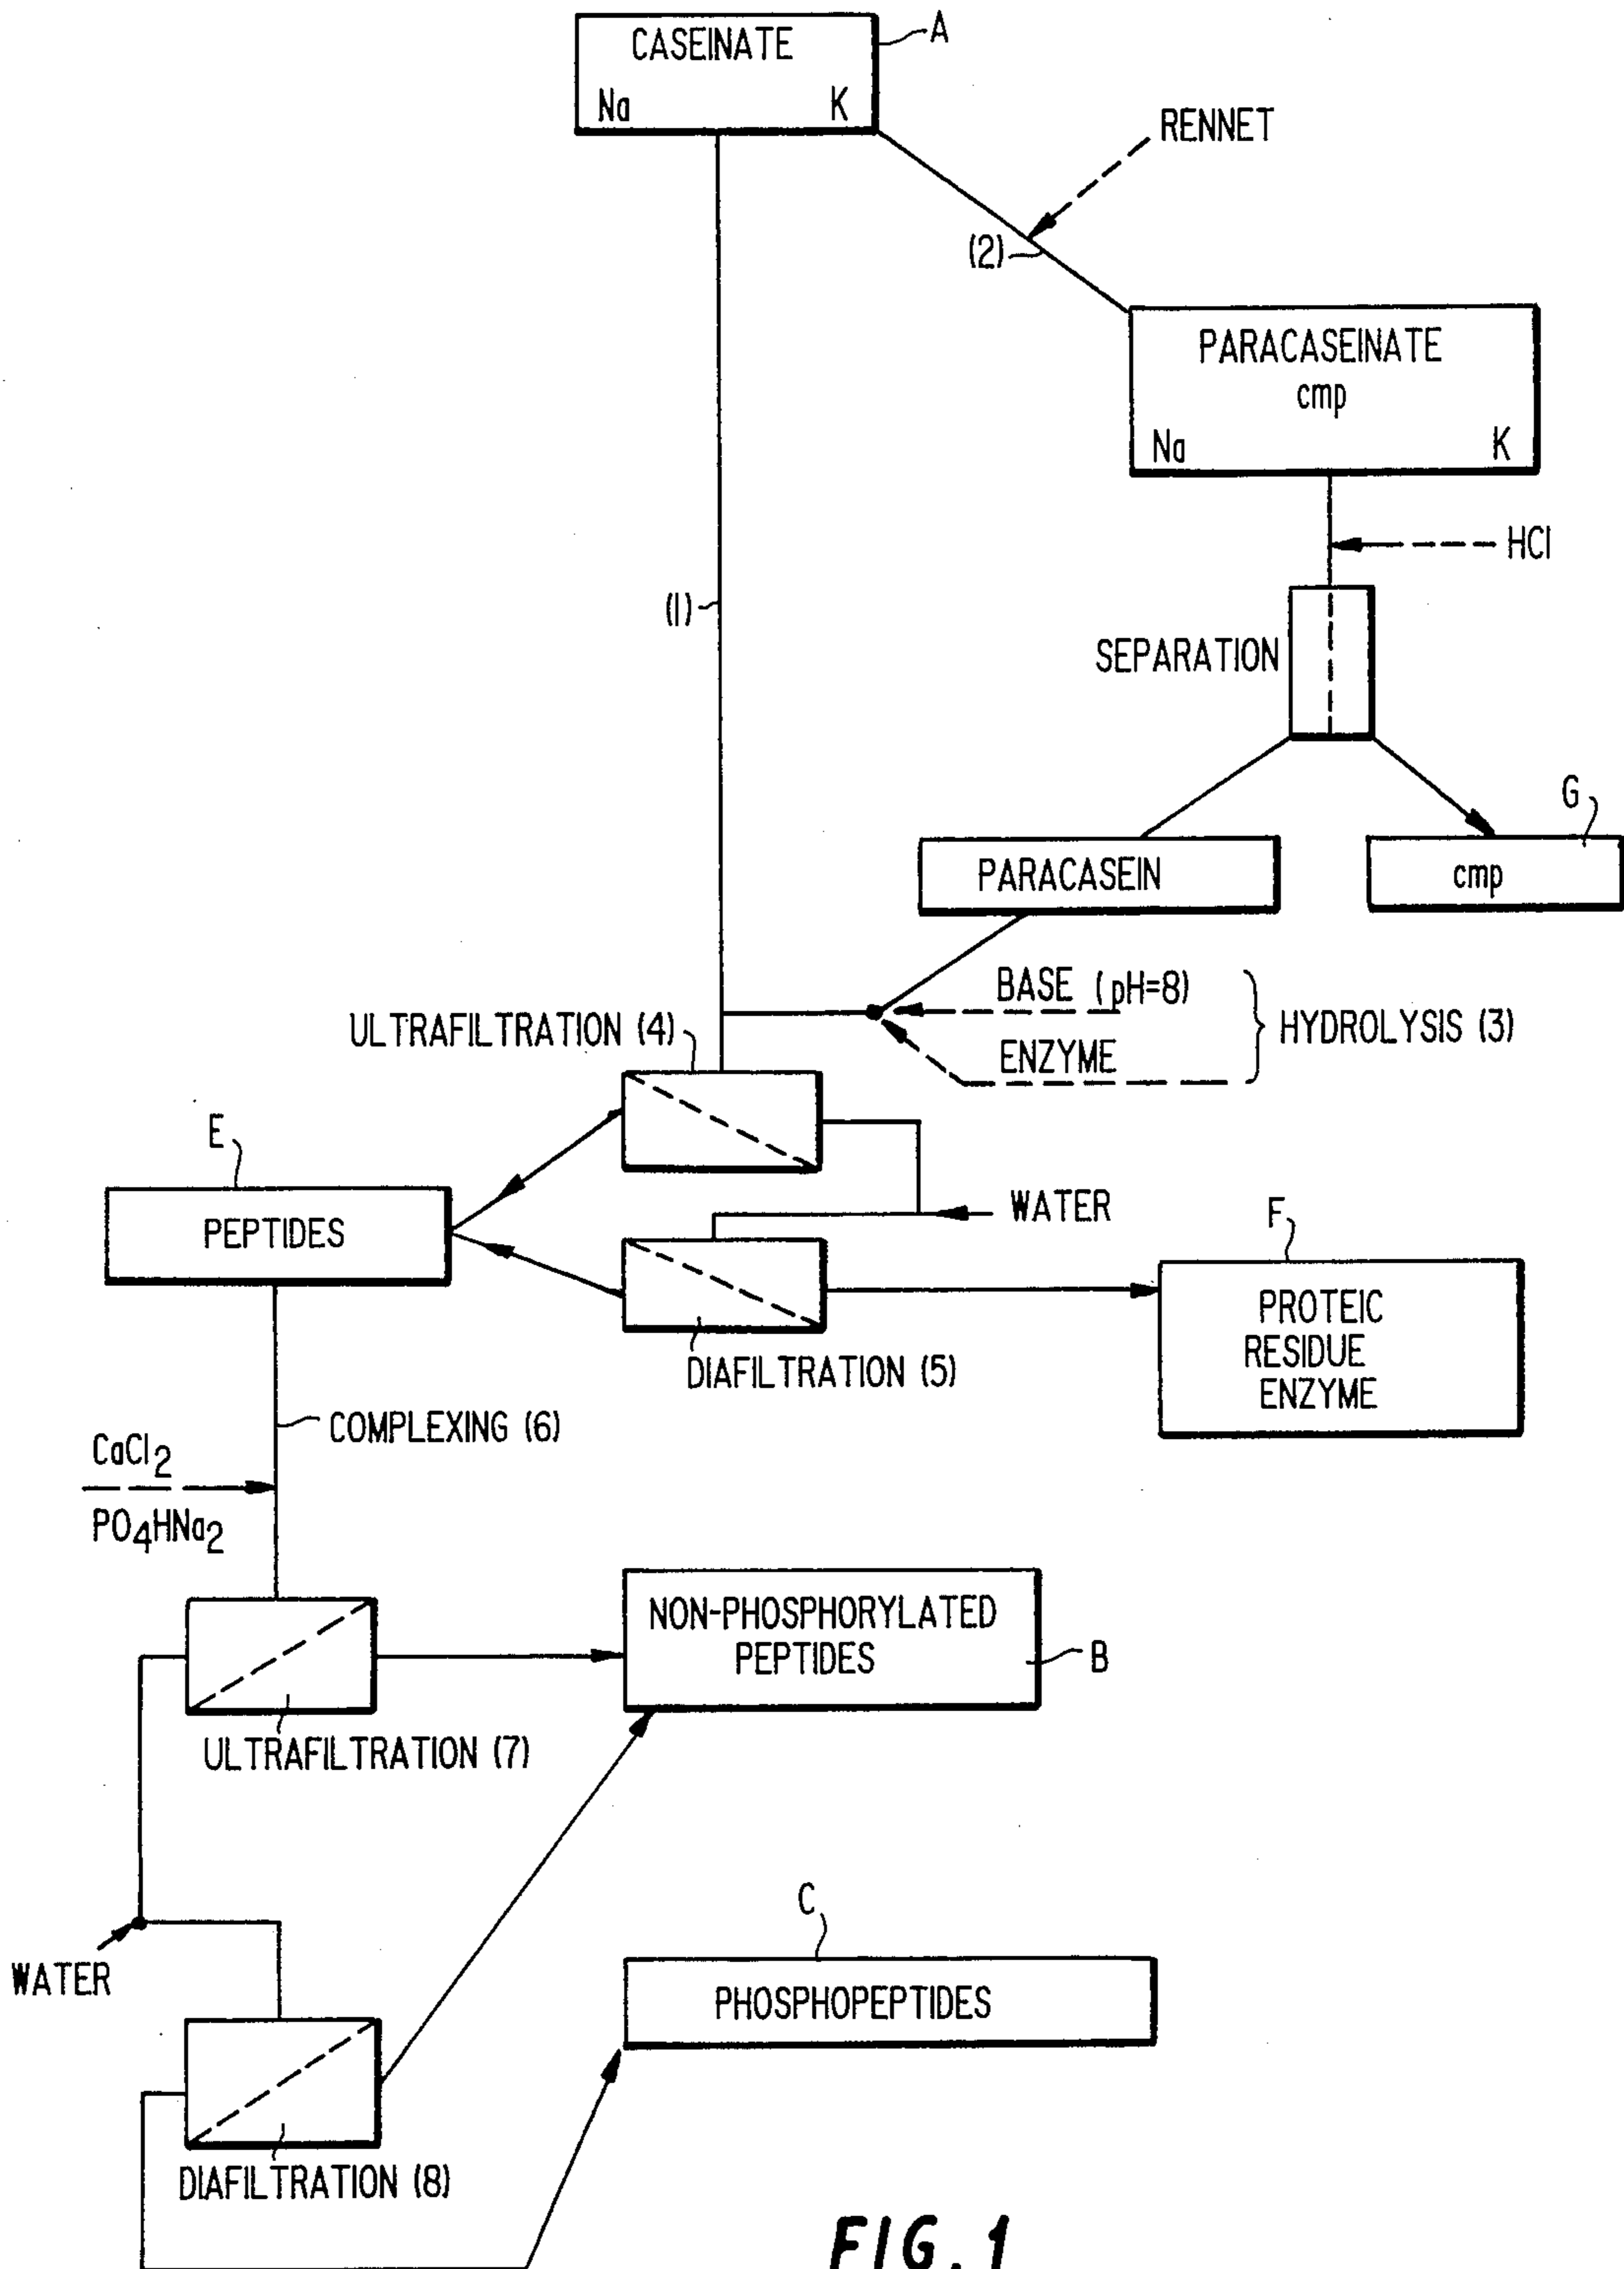 CASEINATE
Na K
A
RENNET
(2)
PARACASEINATE
cmp
Na K
HCl
(1)
SEPARATION
G
PARACASEIN
cmp
BASE (pH=8)
ENZYME
HYDROLYSIS (3)
ULTRAFILTRATION (4)
E
PEPTIDES
WATER
F
PROTEIC
RESIDUE
ENZYME
DIAFILTRATION (5)
COMPLEXING (6)
CaCl2
PO4HNa2
NON-PHOSPHORYLATED
PEPTIDES
B
ULTRAFILTRATION (7)
C
WATER
PHOSPHOPEPTIDES
DIAFILTRATION (8)
FIG. 1